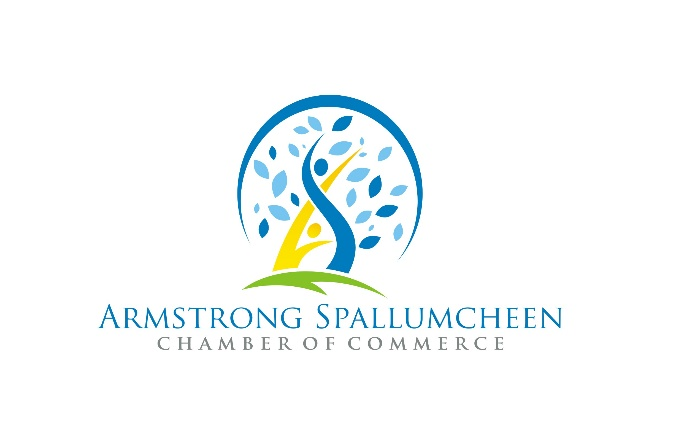 Armstrong Spallumcheen
CHAMBER OF COMMERCE